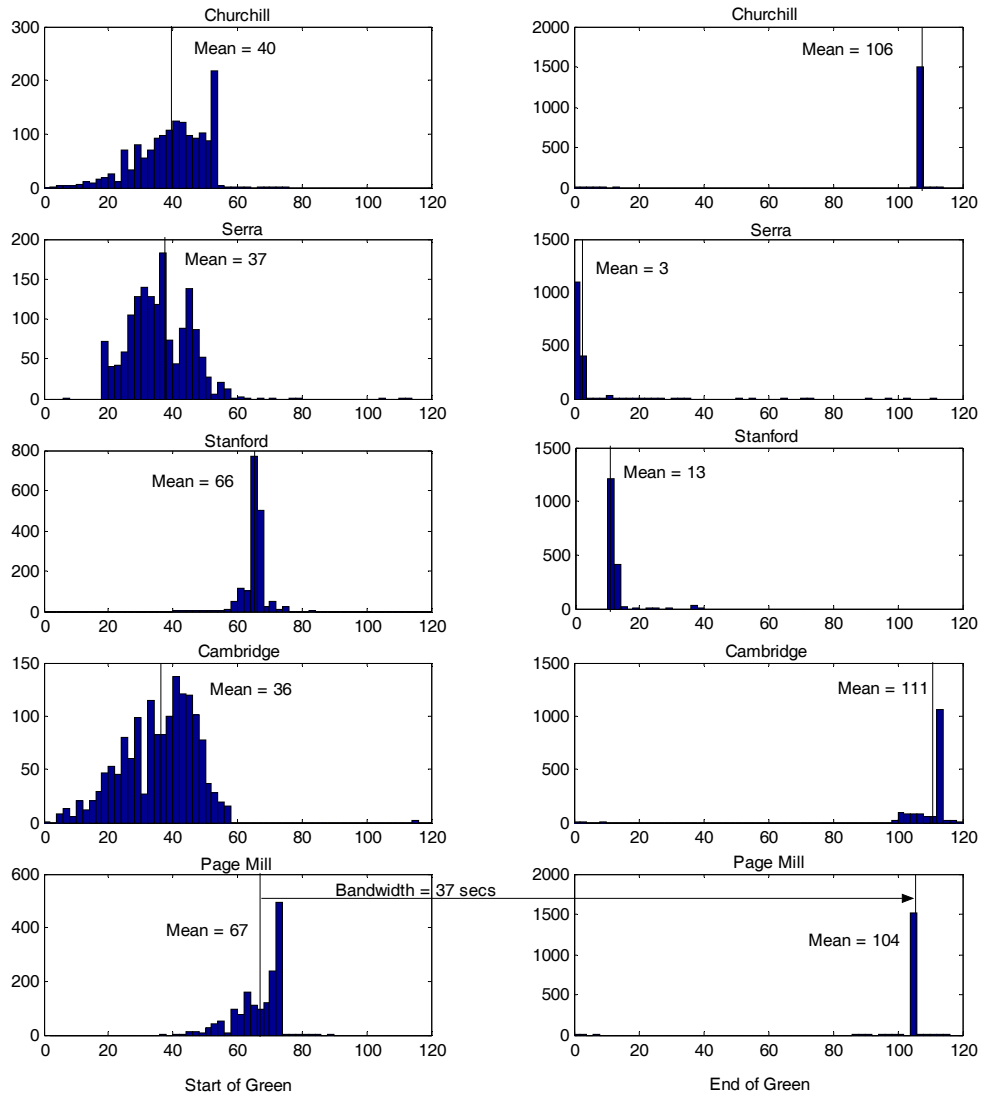 Churchill
Mean = 40
300
200
100
0
0 20 40 60 80 100 120
Churchill
Mean = 106
2000
1500
1000
500
0
0 20 40 60 80 100 120
Serra
Mean = 37
200
150
100
50
0
0 20 40 60 80 100 120
Serra
Mean = 3
1500
1000
500
0
0 20 40 60 80 100 120
Stanford
Mean = 66
800
600
400
200
0
0 20 40 60 80 100 120
Stanford
Mean = 13
1500
1000
500
0
0 20 40 60 80 100 120
Cambridge
Mean = 36
150
100
50
0
0 20 40 60 80 100 120
Cambridge
Mean = 111
1500
1000
500
0
0 20 40 60 80 100 120
Page Mill
Bandwidth = 37 secs
Mean = 67
600
400
200
0
0 20 40 60 80 100 120
Start of Green
Page Mill
Mean = 104
2000
1500
1000
500
0
0 20 40 60 80 100 120
End of Green